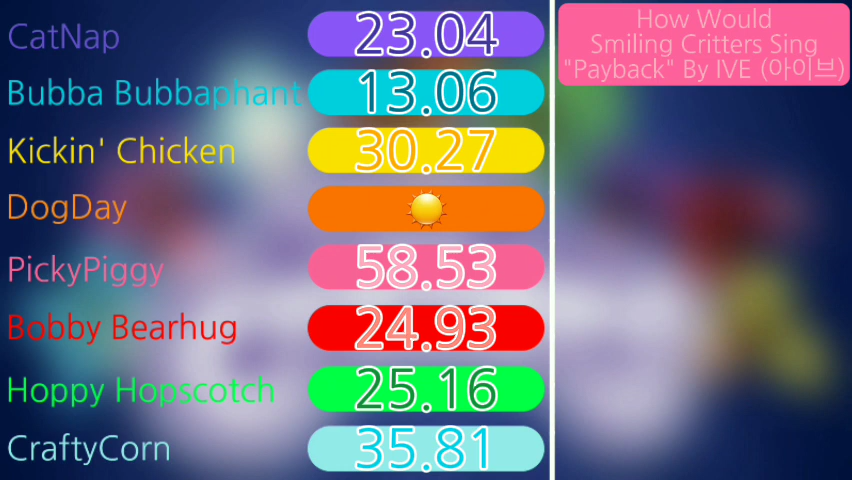 CatNap 23.04
Bubba Bubbaphant 13.06
Kickin' Chicken 30.27
DogDay
PickyPiggy 58.53
Bobby Bearhug 24.93
Hoppy Hopscotch 25.16
CraftyCorn 35.81
How Would
Smiling Critters Sing
"Payback" By IVE (아이브)